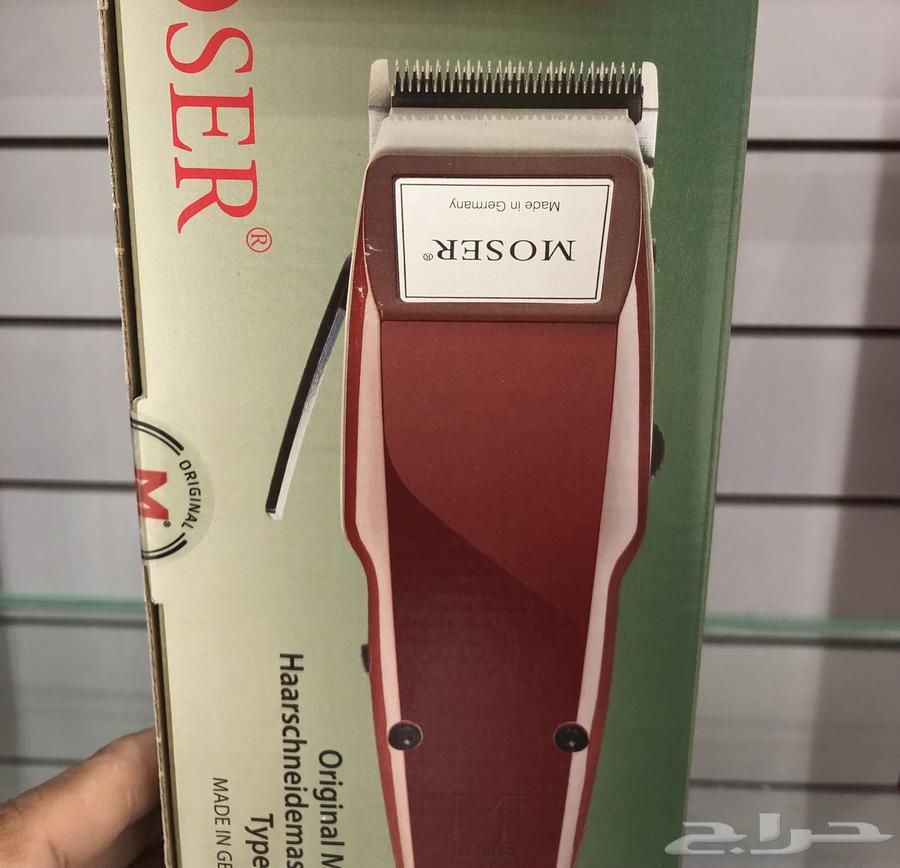 OSER®
MOSER®
Made in Germany
ORIGINAL
M®
Original M
Haarschneidemas
Type
MADE IN GE
حراج